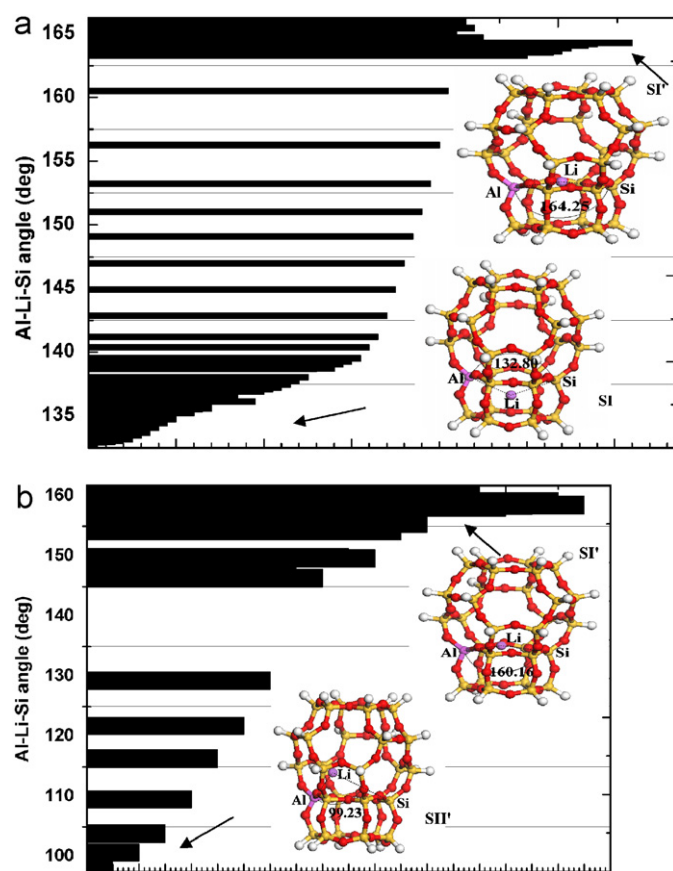 a
165
160
155
150
145
140
135
Al-Li-Si angle (deg)
SI'
Li
Al
Si
164.25
132.80
Al
Si
Li
SI
b
160
150
140
130
120
110
100
Al-Li-Si angle (deg)
SI'
Li
Al
Si
160.16
Li
Al
Si
99.23
SII'